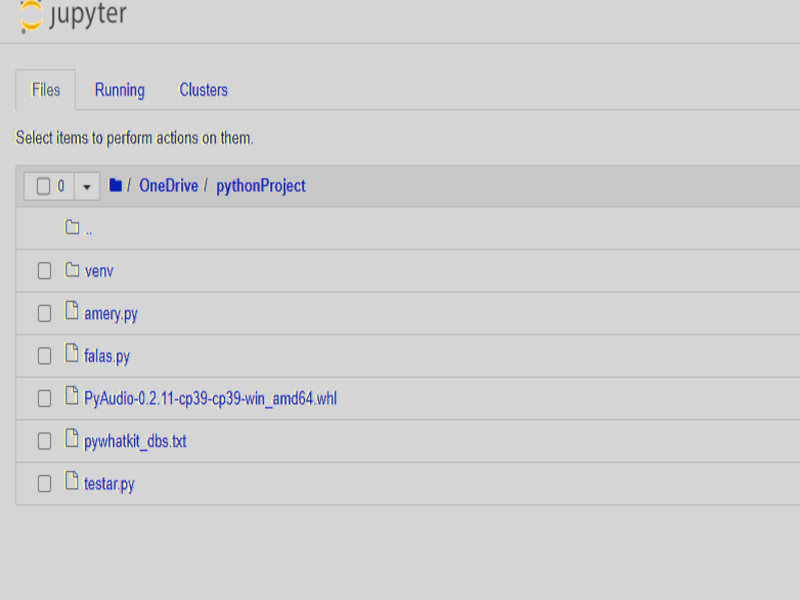 jupyter
Files Running Clusters
Select items to perform actions on them.
0 / OneDrive / pythonProject
..
venv
amery.py
falas.py
PyAudio-0.2.11-cp39-cp39-win_amd64.whl
pywhatkit_dbs.txt
testar.py